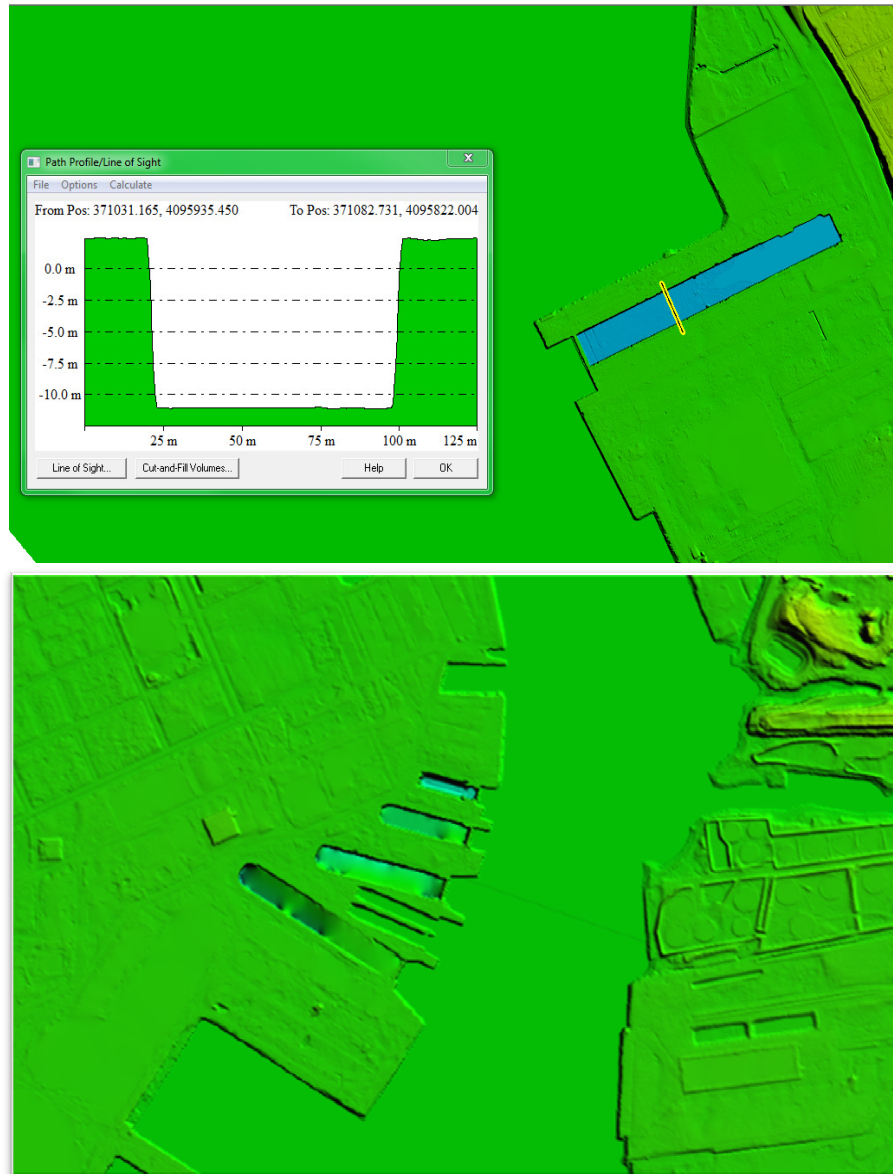 Path Profile/Line of Sight
File Options Calculate
From Pos: 371031.165, 4095935.450 To Pos: 371082.731, 4095822.004
0.0 m
-2.5 m
-5.0 m
-7.5 m
-10.0 m
25 m 50 m 75 m 100 m 125 m
Line of Sight... Cut-and-Fill Volumes... Help OK